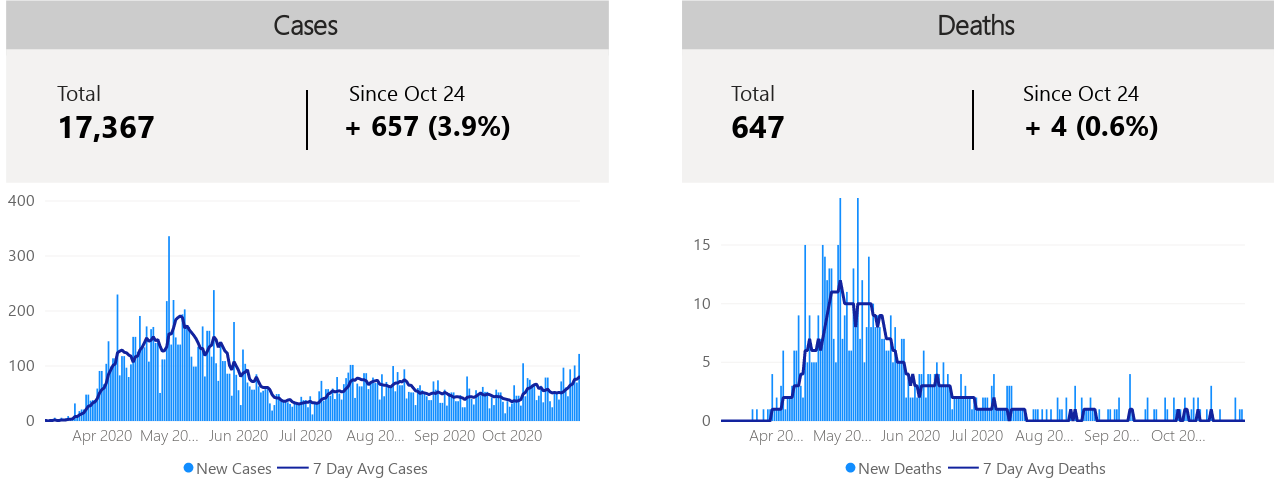 Cases
Total
17,367
Since Oct 24
+ 657 (3.9%)
400
300
200
100
0
Apr 2020 May 20... Jun 2020 Jul 2020 Aug 20... Sep 2020 Oct 2020
New Cases 7 Day Avg Cases
Deaths
Total
647
Since Oct 24
+ 4 (0.6%)
15
10
5
0
Apr 20... May 20... Jun 2020 Jul 2020 Aug 20... Sep 20... Oct 20...
New Deaths 7 Day Avg Deaths